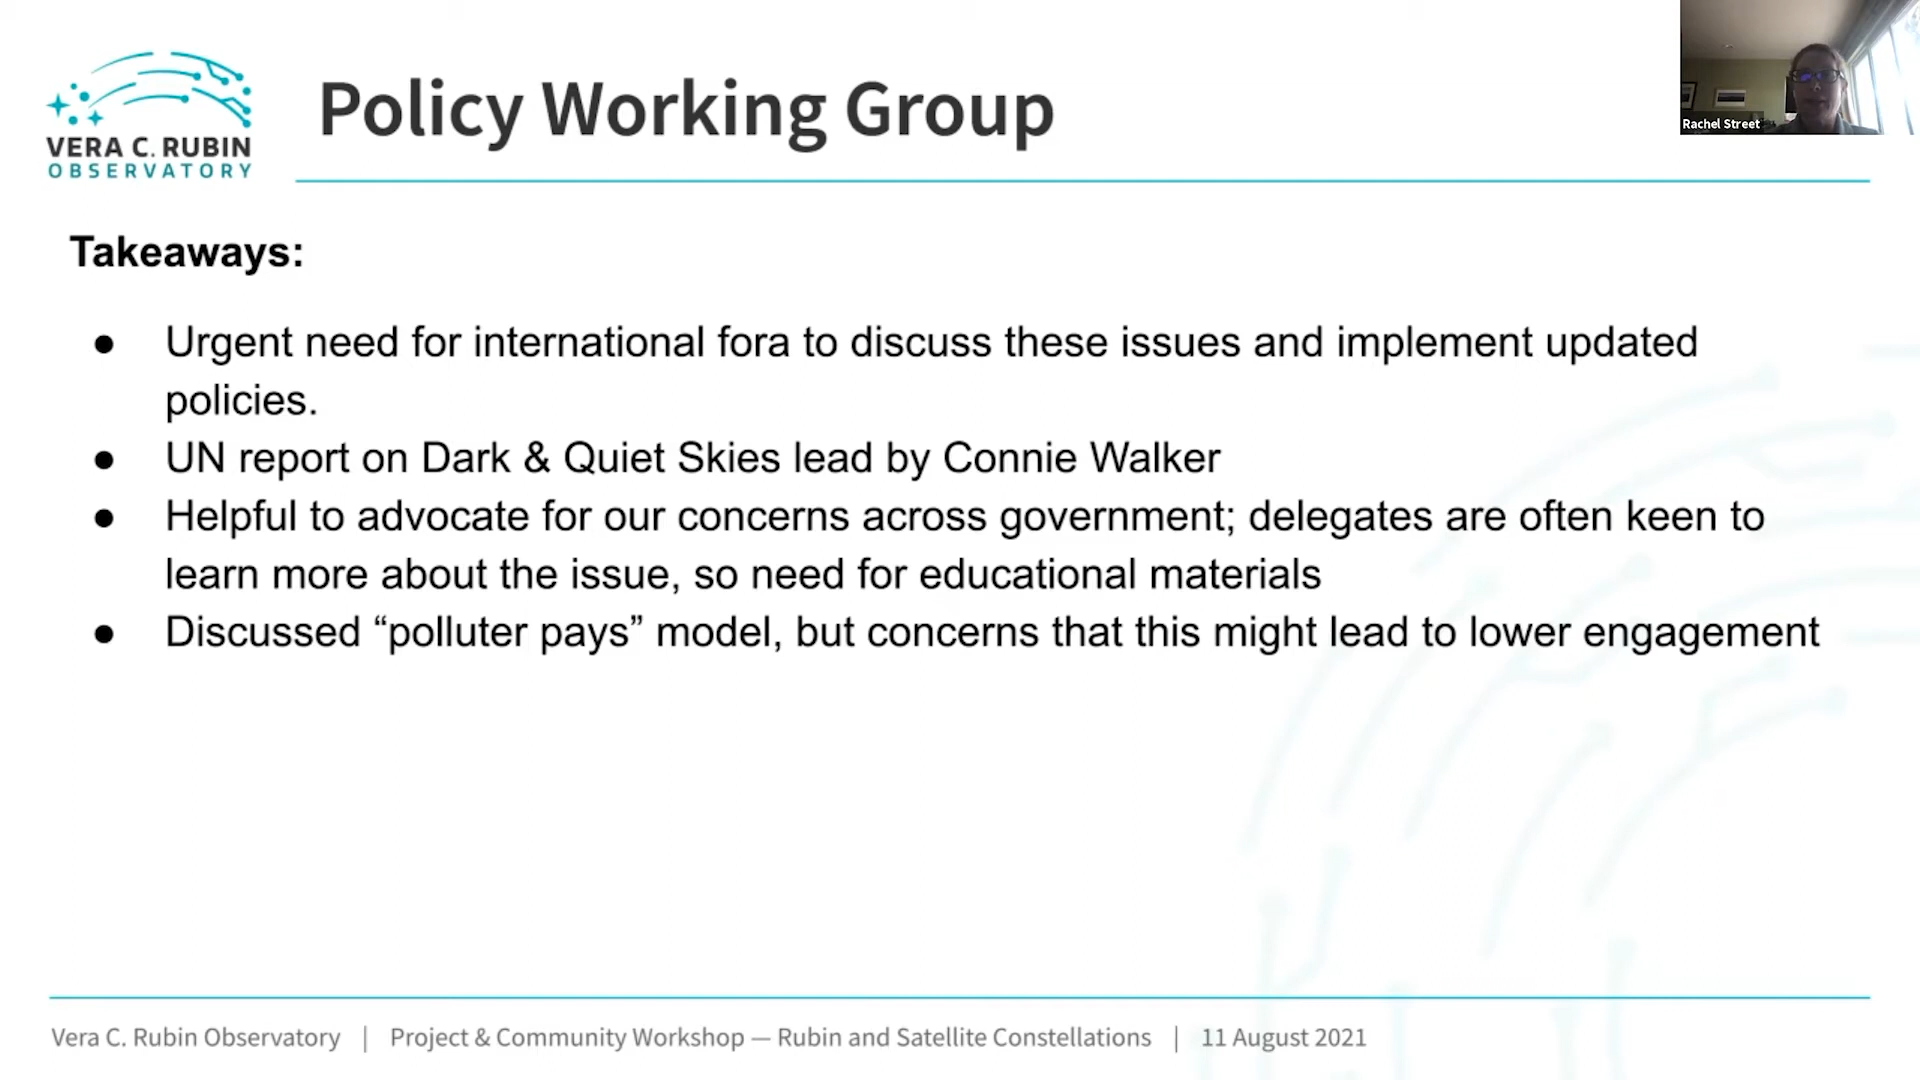 VERA C. RUBIN
OBSERVATORY
Policy Working Group
Rachel Street
Takeaways:
● Urgent need for international fora to discuss these issues and implement updated
policies.
● UN report on Dark & Quiet Skies lead by Connie Walker
● Helpful to advocate for our concerns across government; delegates are often keen to
learn more about the issue, so need for educational materials
● Discussed “polluter pays” model, but concerns that this might lead to lower engagement
Vera C. Rubin Observatory | Project & Community Workshop — Rubin and Satellite Constellations | 11 August 2021